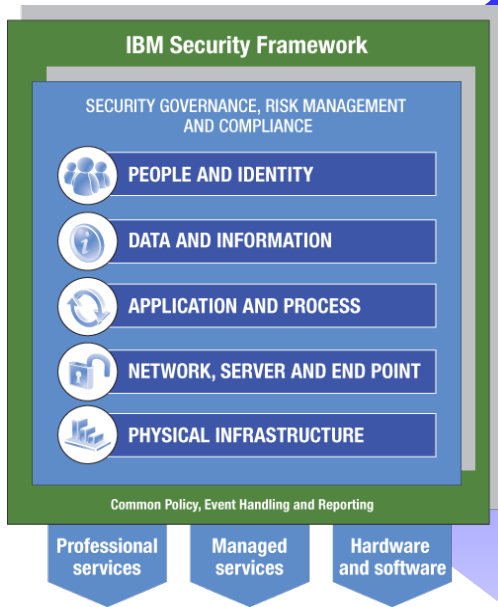 IBM Security Framework
SECURITY GOVERNANCE, RISK MANAGEMENT
AND COMPLIANCE
PEOPLE AND IDENTITY
DATA AND INFORMATION
APPLICATION AND PROCESS
NETWORK, SERVER AND END POINT
PHYSICAL INFRASTRUCTURE
Common Policy, Event Handling and Reporting
Professional
services
Managed
services
Hardware
and software